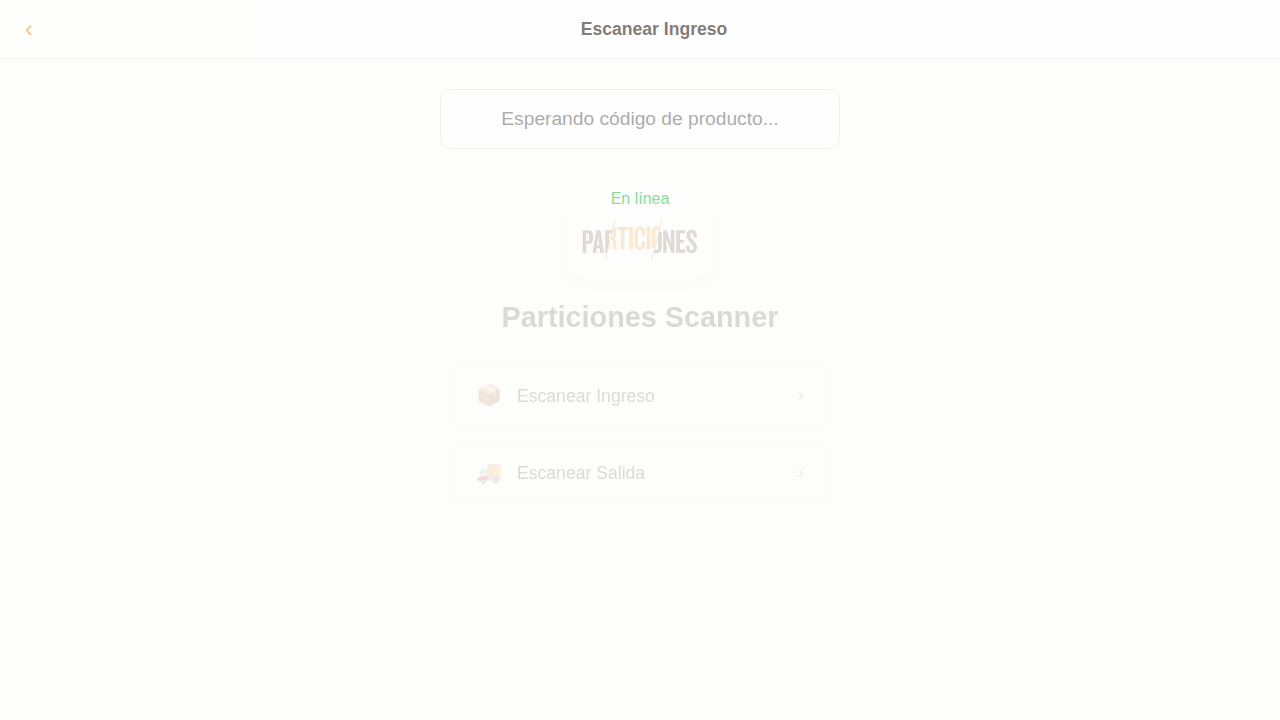 ‹
Escanear Ingreso
Esperando código de producto...
En línea
PARTICIONES
Particiones Scanner
Escanear Ingreso ›
Escanear Salida ›